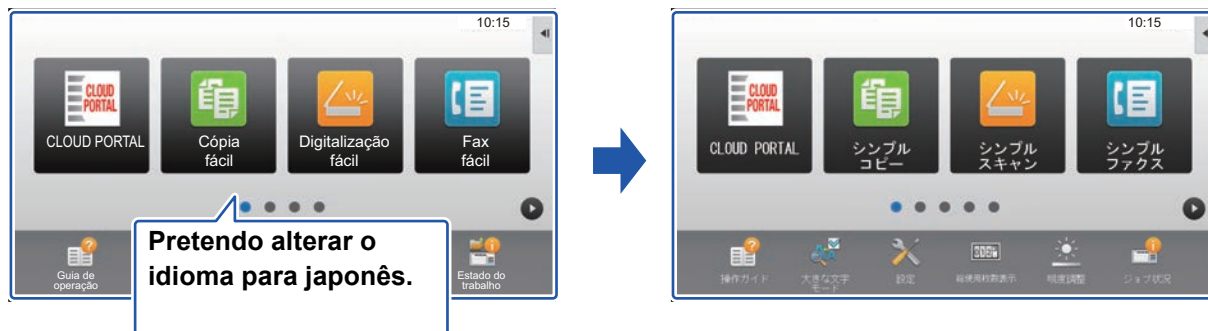 10:15
CLOUD
PORTAL
CLOUD PORTAL
Cópia
fácil
Digitalização
fácil
Fax
fácil
Pretendo alterar o
idioma para japonês.
Guia de
operação
Estado do
trabalho
10:15
CLOUD
PORTAL
CLOUD PORTAL
シンプル
コピー
シンプル
スキャン
シンプル
ファクス
操作ガイド
大きな文字
モード
設定
総使用枚数表示
明度調整
ジョブ状況